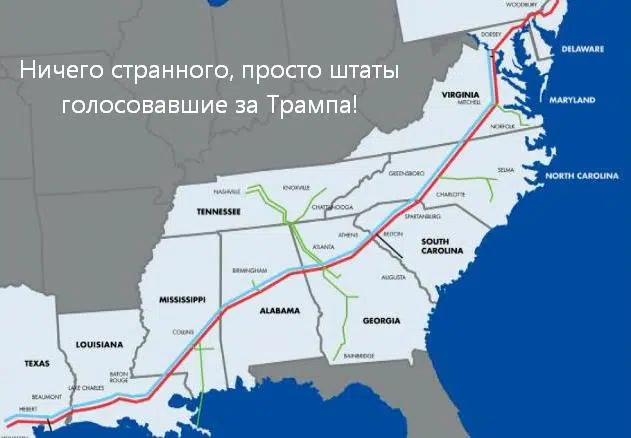 WOODBURY
DORSEY
DELAWARE
Ничего странного, просто штаты
голосовавшие за Трампа!
VIRGINIA
MITCHELL
MARYLAND
NORFOLK
GREENSBORO
SELMA
NORTH CAROLINA
NASHVILLE
KNOXVILLE
CHARLOTTE
TENNESSEE
CHATTANOOGA
SPARTANBURG
ATHENS
BELTON
ATLANTA
SOUTH
CAROLINA
BIRMINGHAM
AUGUSTA
MISSISSIPPI
ALABAMA
GEORGIA
COLLINS
LOUISIANA
BAINBRIDGE
TEXAS
BATON
ROUGE
LAKE CHARLES
BEAUMONT
HEBERT